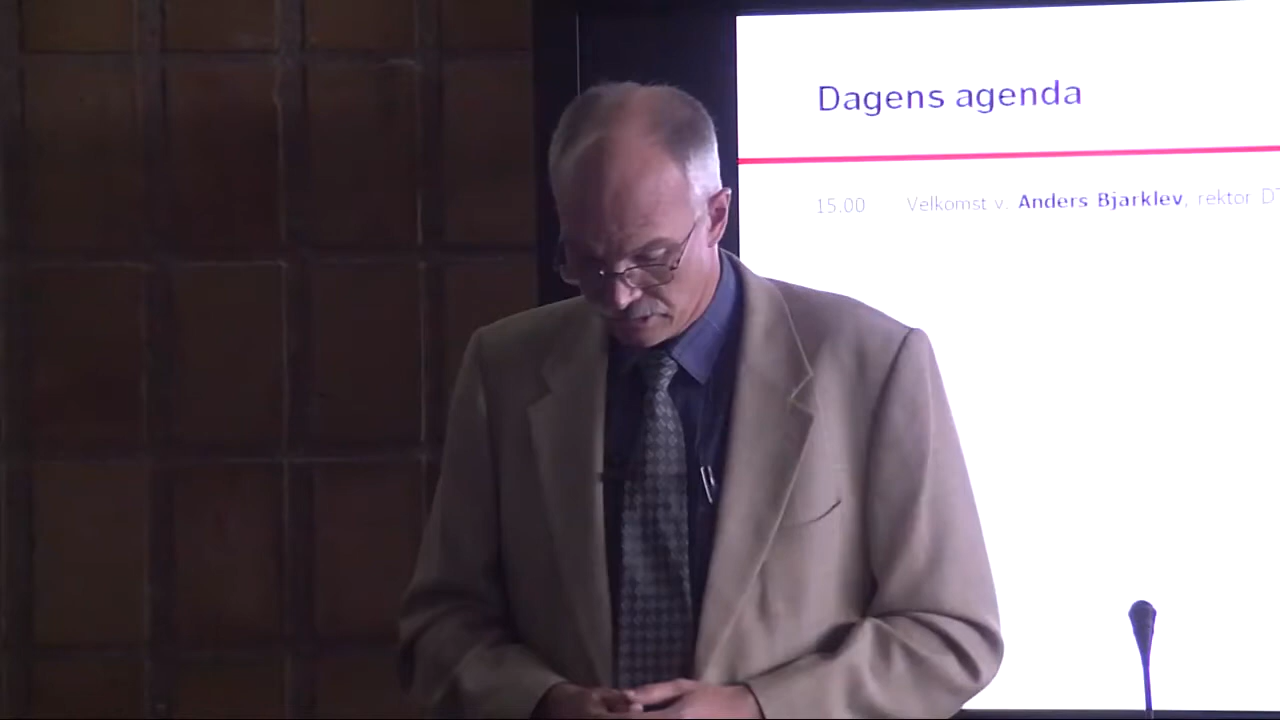 Dagens agenda
15.00 Velkomst v. Anders Bjarklev, rektor